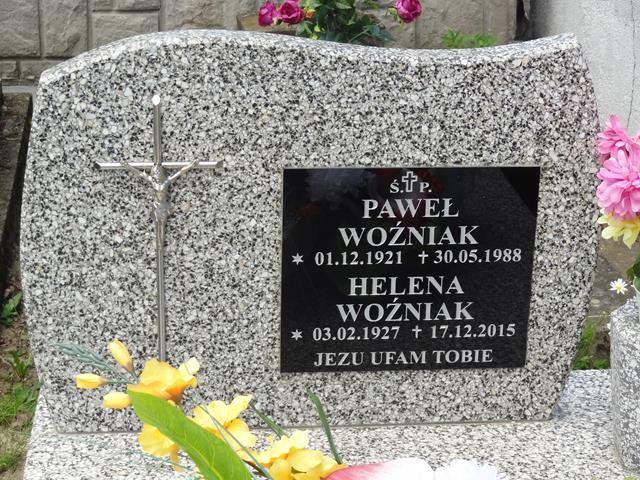 Ś.✝P.
PAWEŁ
WOŹNIAK
✶ 01.12.1921 ✝ 30.05.1988
HELENA
WOŹNIAK
✶ 03.02.1927 ✝ 17.12.2015
JEZU UFAM TOBIE